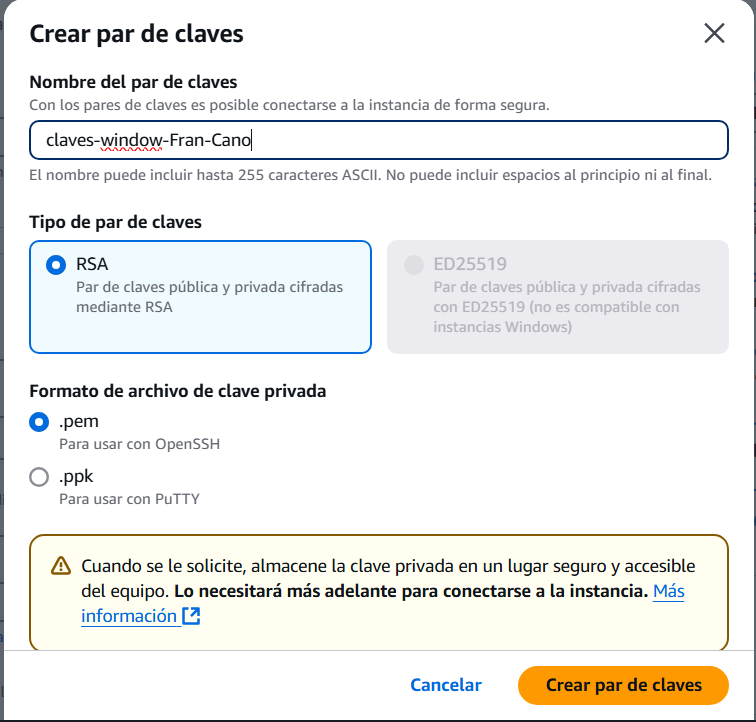 Crear par de claves
Nombre del par de claves
Con los pares de claves es posible conectarse a la instancia de forma segura.
claves-window-Fran-Cano
El nombre puede incluir hasta 255 caracteres ASCII. No puede incluir espacios al principio ni al final.
Tipo de par de claves
RSA
Par de claves pública y privada cifradas
mediante RSA
ED25519
Par de claves pública y privada cifradas
con ED25519 (no es compatible con
instancias Windows)
Formato de archivo de clave privada
.pem
Para usar con OpenSSH
.ppk
Para usar con PuTTY
Cuando se le solicite, almacene la clave privada en un lugar seguro y accesible
del equipo. Lo necesitará más adelante para conectarse a la instancia. Más
información
Cancelar
Crear par de claves